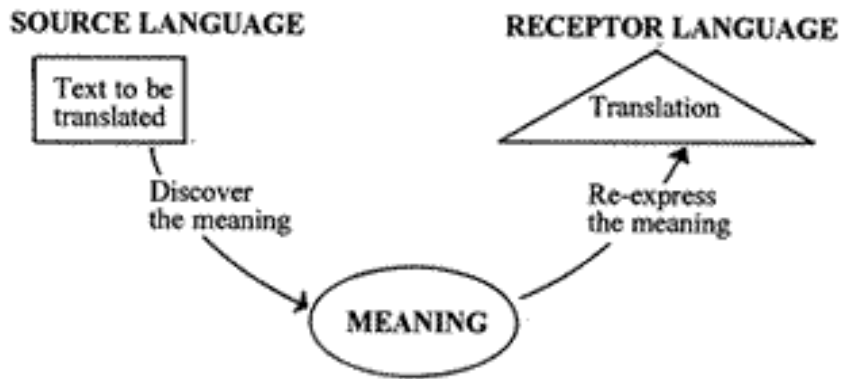 SOURCE LANGUAGE
RECEPTOR LANGUAGE
Text to be
translated
Translation
Discover
the meaning
Re-express
the meaning
MEANING